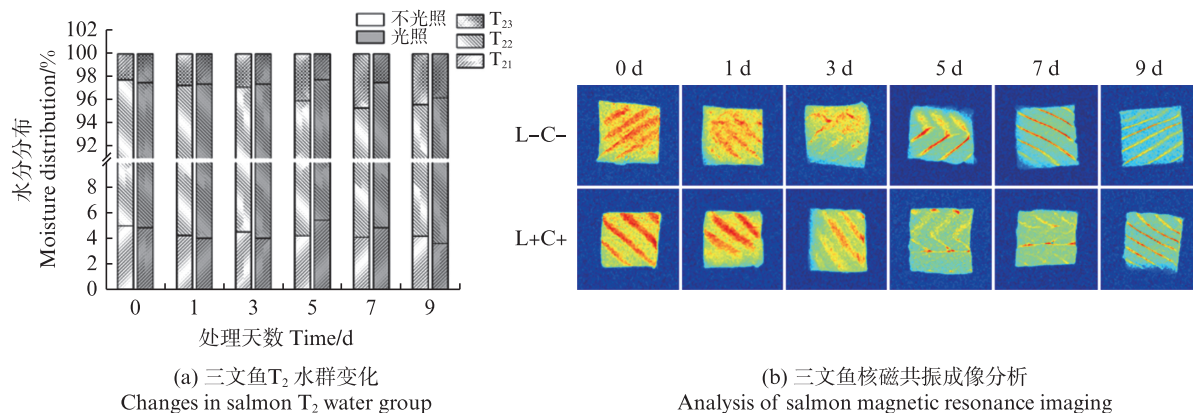 102
100
98
96
94
92
8
6
4
2
0
水分分布/%
Moisture distribution/%
不光照
光照
T₂₃
T₂₂
T₂₁
0 1 3 5 7 9
处理天数 Time/d
(a) 三文鱼T₂ 水群变化
Changes in salmon T₂ water group
0 d 1 d 3 d 5 d 7 d 9 d
L−C−
L+C+
(b) 三文鱼核磁共振成像分析
Analysis of salmon magnetic resonance imaging